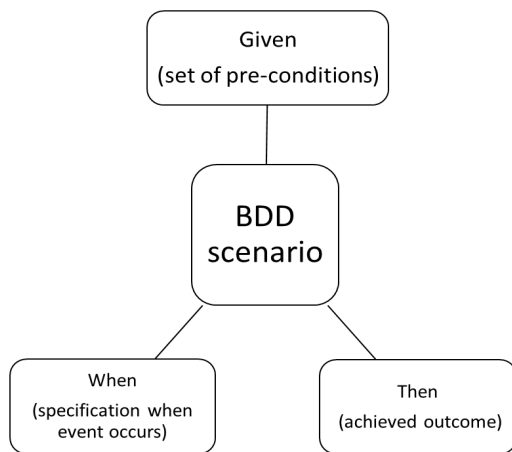 Given
(set of pre-conditions)
BDD
scenario
When
(specification when
event occurs)
Then
(achieved outcome)